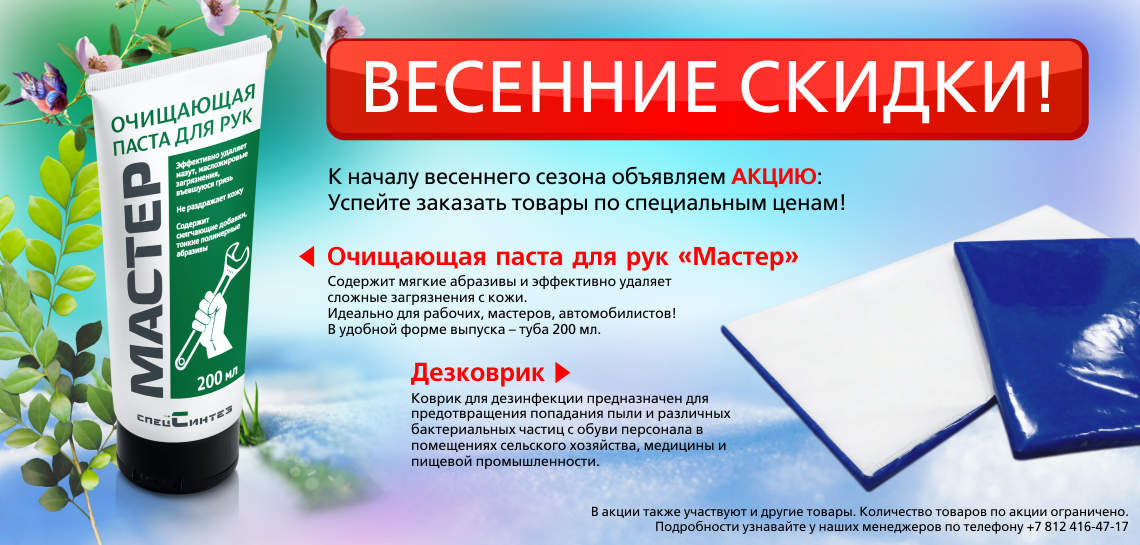 ВЕСЕННИЕ СКИДКИ!
К началу весеннего сезона объявляем АКЦИЮ:
Успейте заказать товары по специальным ценам!
Очищающая паста для рук «Мастер»
Содержит мягкие абразивы и эффективно удаляет
сложные загрязнения с кожи.
Идеально для рабочих, мастеров, автомобилистов!
В удобной форме выпуска – туба 200 мл.
Дезковрик
Коврик для дезинфекции предназначен для
предотвращения попадания пыли и различных
бактериальных частиц с обуви персонала в
помещениях сельского хозяйства, медицины и
пищевой промышленности.
В акции также участвуют и другие товары. Количество товаров по акции ограничено.
Подробности узнавайте у наших менеджеров по телефону +7 812 416-47-17
ОЧИЩАЮЩАЯ
ПАСТА ДЛЯ РУК
МАСТЕР
Эффективно удаляет
мазут, масложировые
загрязнения,
въевшуюся грязь
Не раздражает кожу
Содержит
смягчающие добавки,
тонкие полимерные
абразивы
200 мл
СПЕЦСИНТЕЗ